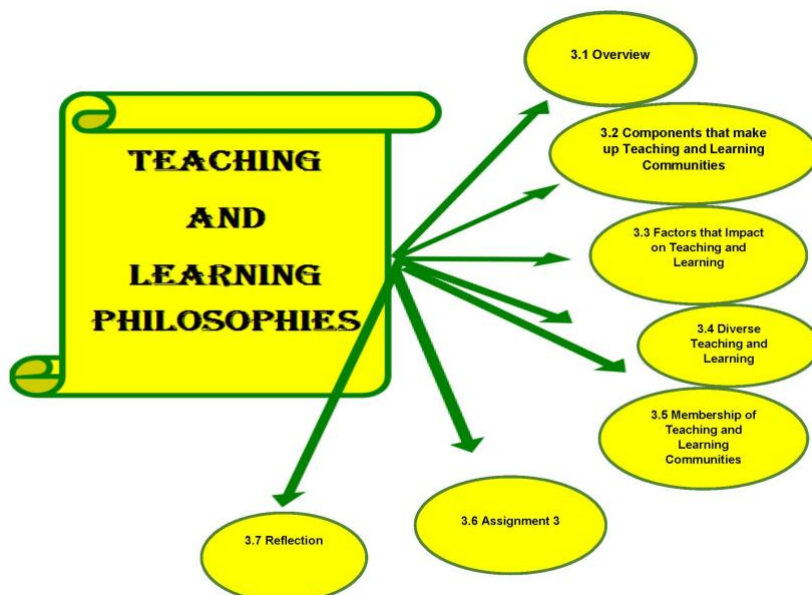 TEACHING
AND
LEARNING
PHILOSOPHIES
3.1 Overview
3.2 Components that make
up Teaching and Learning
Communities
3.3 Factors that Impact
on Teaching and
Learning
3.4 Diverse
Teaching and
Learning
3.5 Membership of
Teaching and
Learning
Communities
3.6 Assignment 3
3.7 Reflection